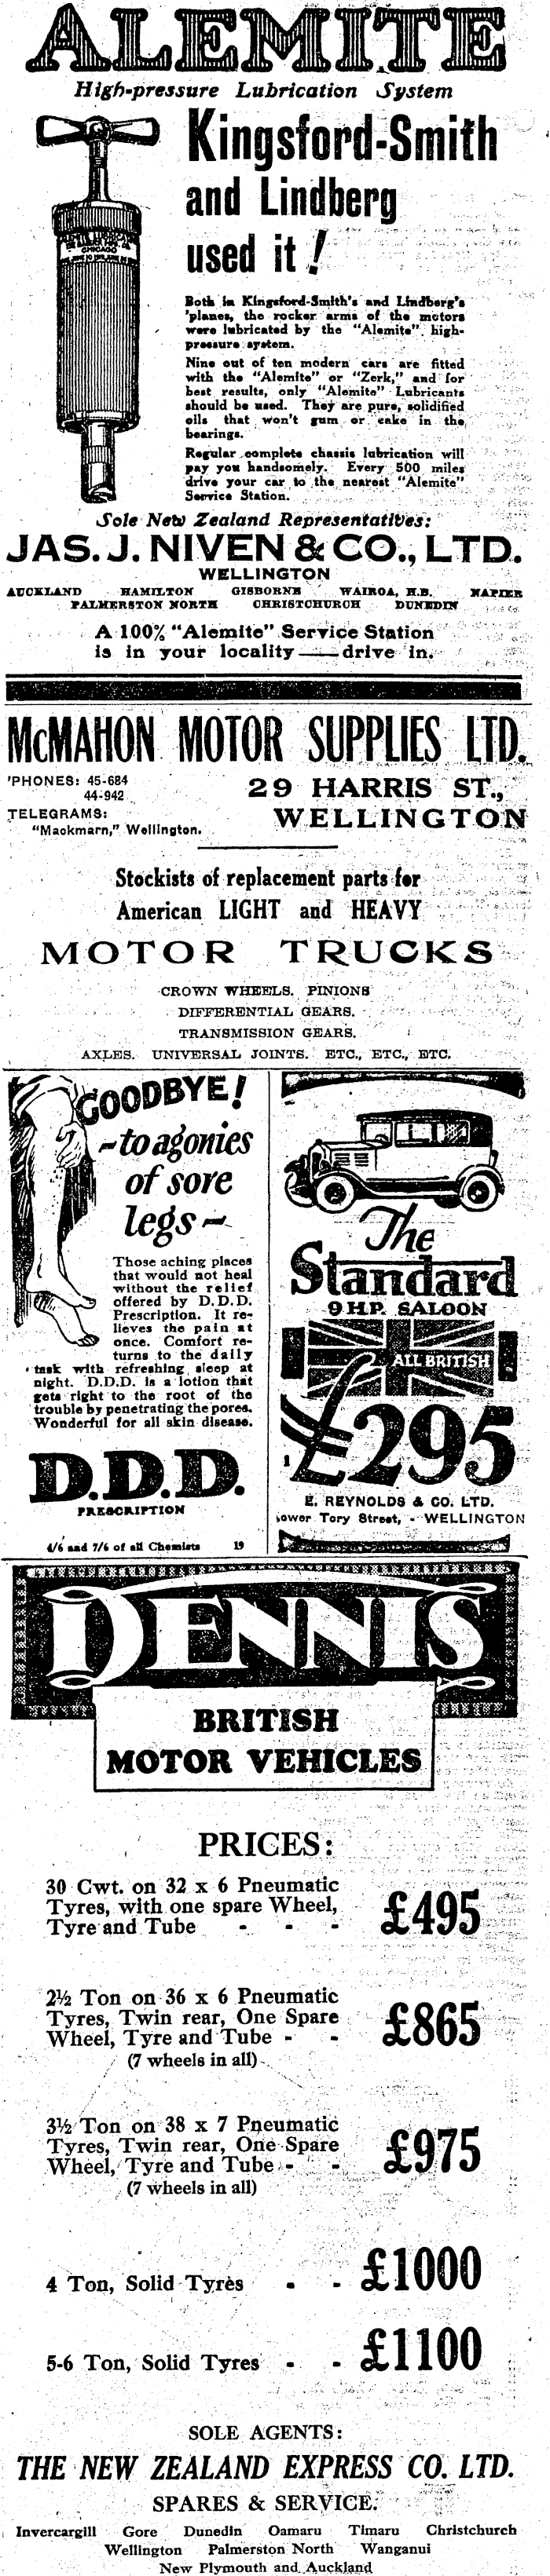 ALEMITE
High-pressure Lubrication System
Kingsford-Smith
and Lindberg
used it!
Both in Kingsford-Smith's and Lindberg's
'planes, the rocker arms of the motors
were lubricated by the "Alemite" high-
pressure system.
Nine out of ten modern cars are fitted
with the "Alemite" or "Zerk," and for
best results, only "Alemite" Lubricants
should be used. They are pure, solidified
oils that won't gum or cake in the
bearings.
Regular complete chassis lubrication will
pay you handsomely. Every 500 miles
drive your car to the nearest "Alemite"
Service Station.
Sole New Zealand Representatives:
JAS. J. NIVEN & CO., LTD.
WELLINGTON
AUCKLAND HAMILTON GISBORNE WAIROA, H.B. NAPIER
PALMERSTON NORTH CHRISTCHURCH DUNEDIN
A 100% "Alemite" Service Station
is in your locality—drive in.
McMAHON MOTOR SUPPLIES LTD.
'PHONES: 45-684
44-942
TELEGRAMS:
"Mackmarn," Wellington.
29 HARRIS ST.,
WELLINGTON
Stockists of replacement parts for
American LIGHT and HEAVY
MOTOR TRUCKS
CROWN WHEELS. PINIONS
DIFFERENTIAL GEARS.
TRANSMISSION GEARS.
AXLES. UNIVERSAL JOINTS. ETC., ETC., ETC.
GOODBYE!
-to agonies
of sore
legs-
Those aching places
that would not heal
without the relief
offered by D.D.D.
Prescription. It re-
lieves the pain at
once. Comfort re-
turns to the daily
task with refreshing sleep at
night. D.D.D. is a lotion that
gets right to the root of the
trouble by penetrating the pores.
Wonderful for all skin disease.
D.D.D.
PRESCRIPTION
4/6 and 7/6 of all Chemists 19
The
Standard
9 H.P. SALOON
ALL BRITISH
£295
E. REYNOLDS & CO. LTD.
Lower Tory Street, - WELLINGTON
DENNIS
BRITISH
MOTOR VEHICLES
PRICES:
30 Cwt. on 32 x 6 Pneumatic
Tyres, with one spare Wheel,
Tyre and Tube - - - £495
2½ Ton on 36 x 6 Pneumatic
Tyres, Twin rear, One Spare
Wheel, Tyre and Tube - - £865
(7 wheels in all)
3½ Ton on 38 x 7 Pneumatic
Tyres, Twin rear, One Spare
Wheel, Tyre and Tube - - £975
(7 wheels in all)
4 Ton, Solid Tyres - - £1000
5-6 Ton, Solid Tyres - - £1100
SOLE AGENTS:
THE NEW ZEALAND EXPRESS CO. LTD.
SPARES & SERVICE.
Invercargill Gore Dunedin Oamaru Timaru Christchurch
Wellington Palmerston North Wanganui
New Plymouth and Auckland